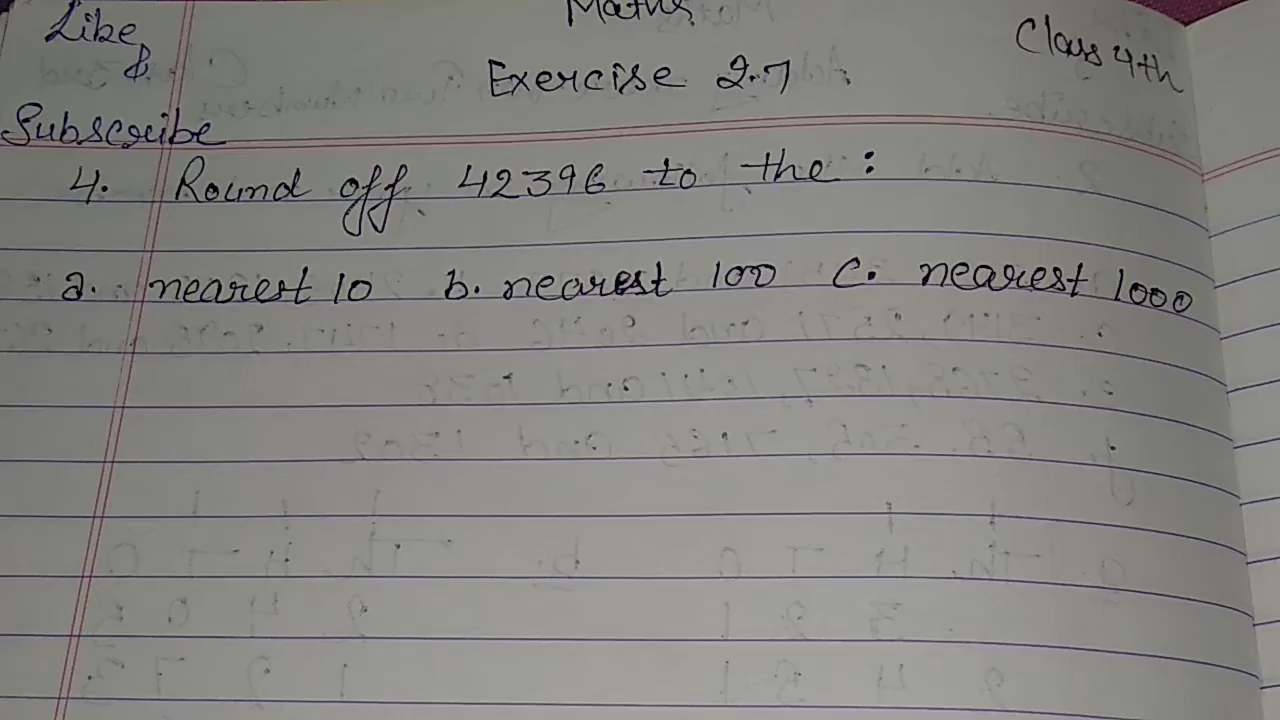 Maths
Like
&
Subscribe
Class 4th
Exercise 2.7
4. Round off 42396 to the :
a. nearest 10 b. nearest 100 c. nearest 1000